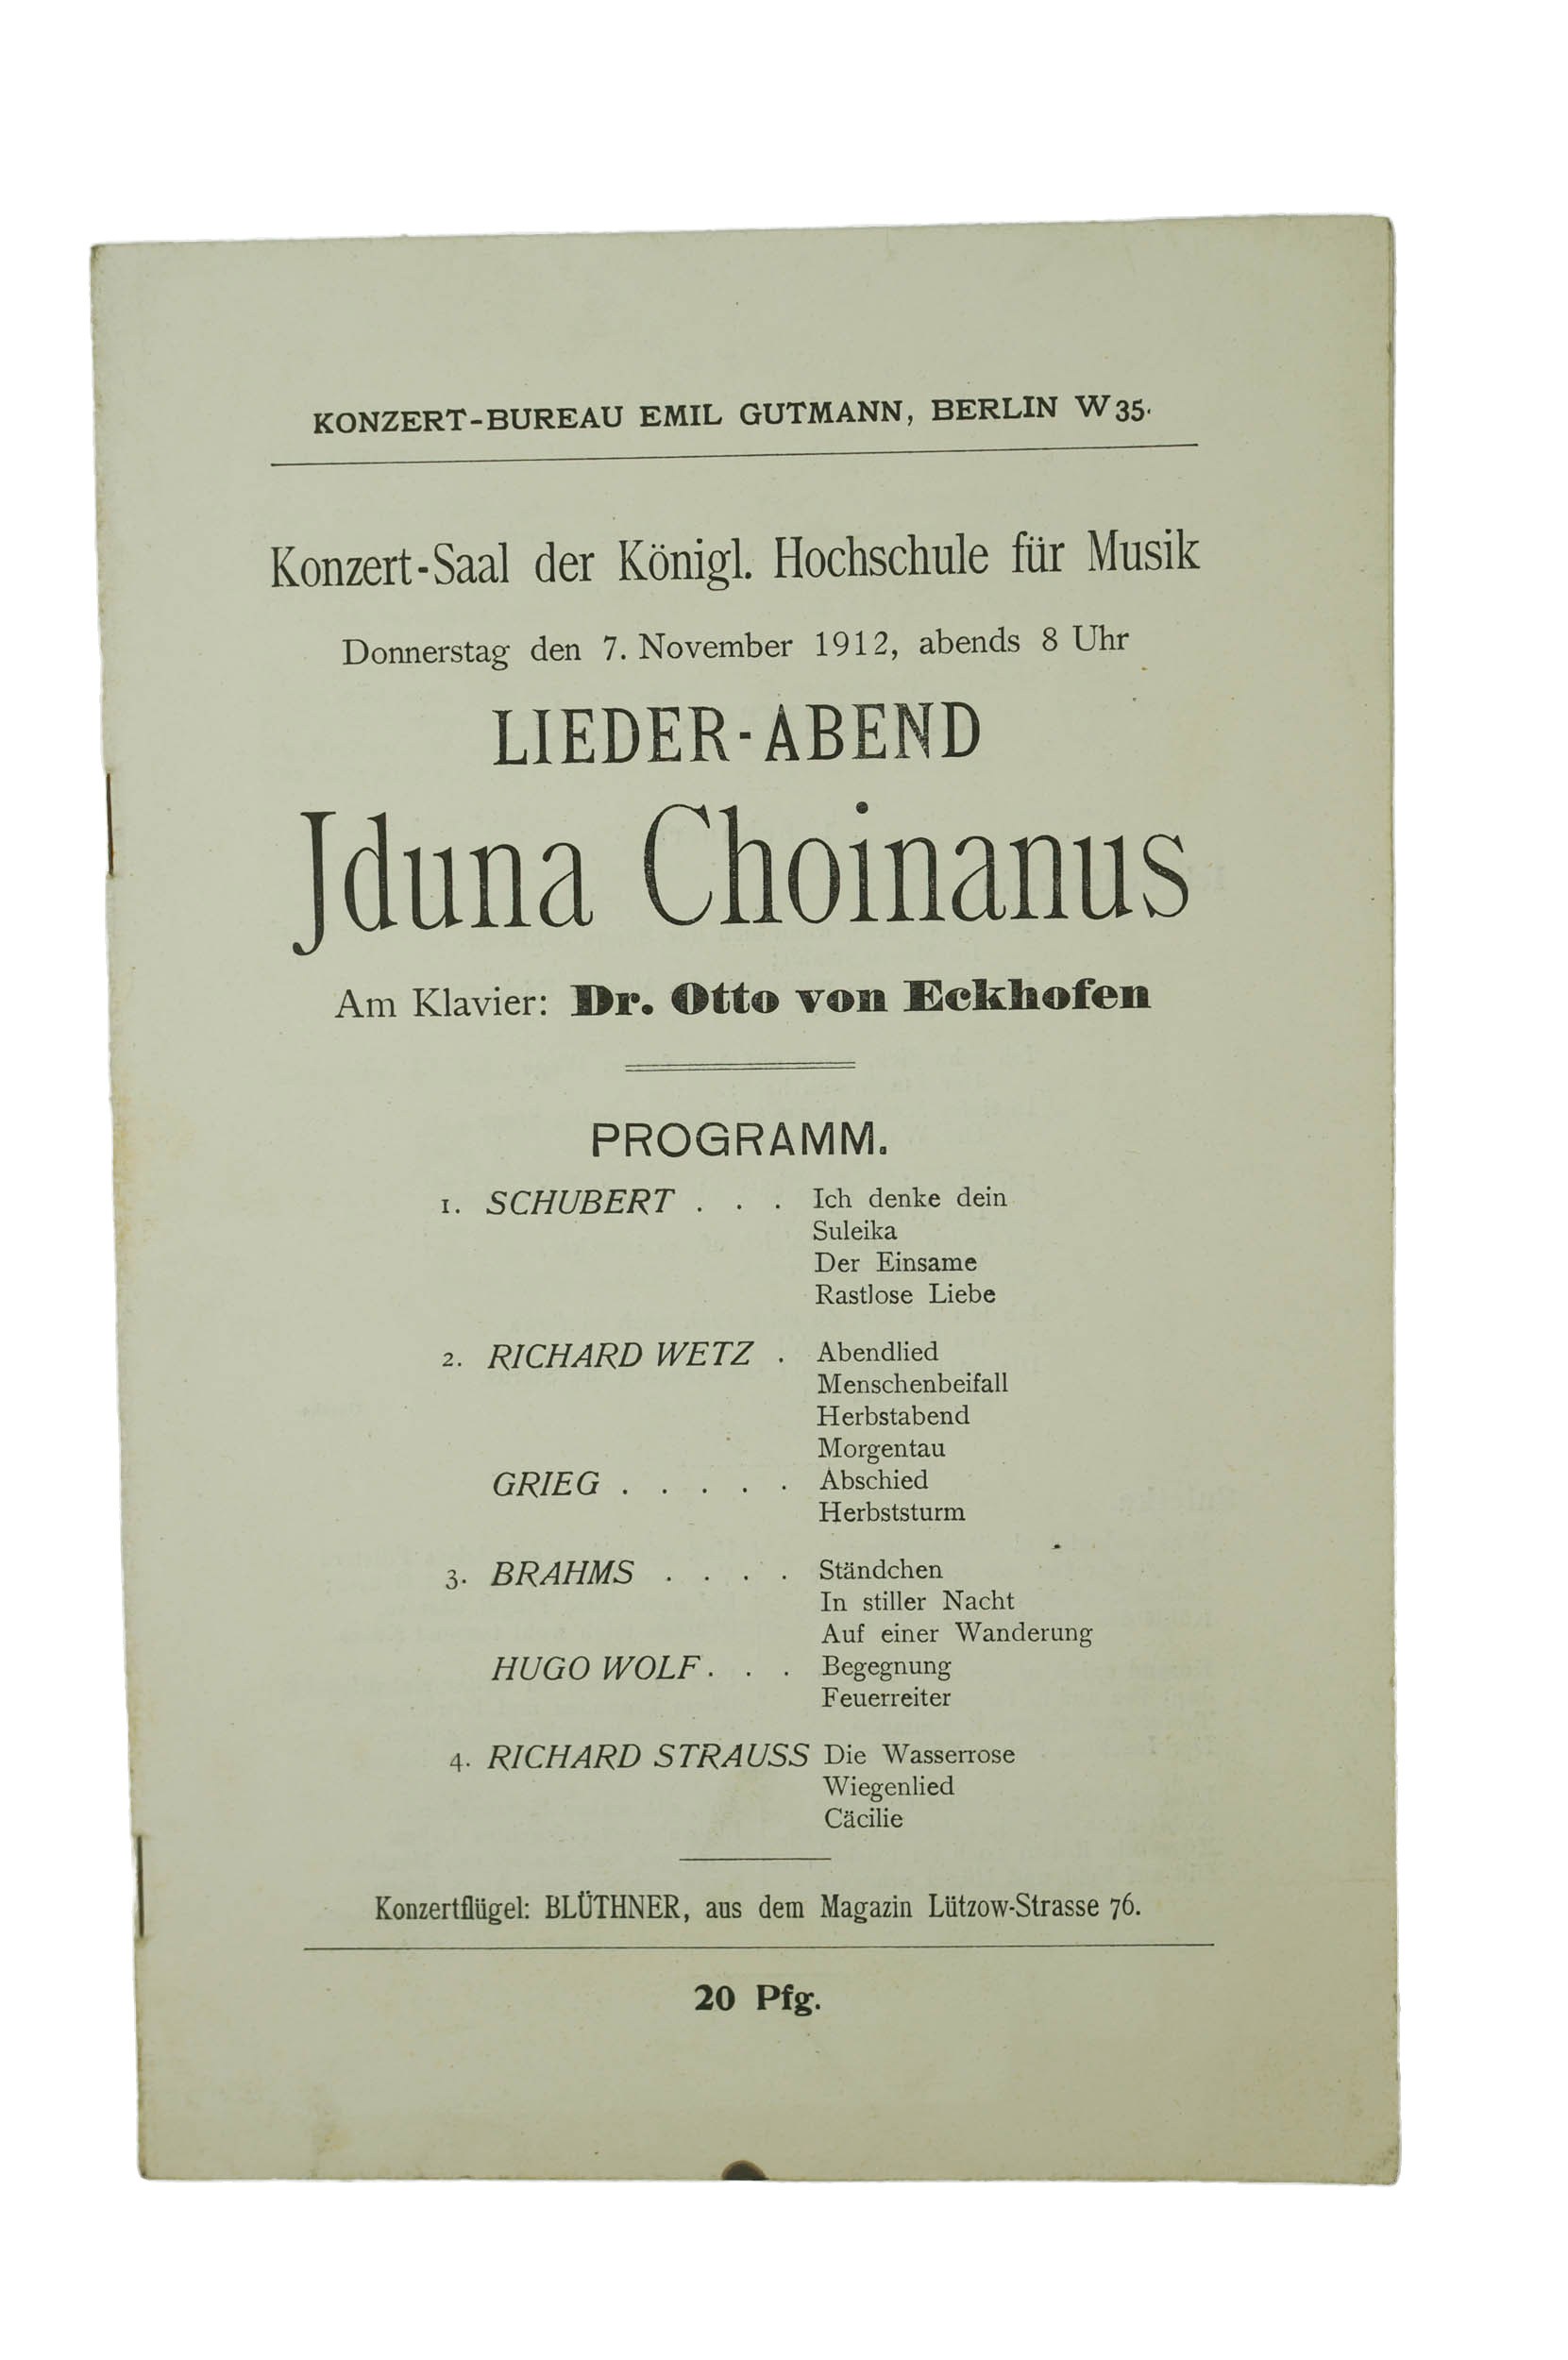 KONZERT-BUREAU EMIL GUTMANN, BERLIN W 35.
Konzert-Saal der Königl. Hochschule für Musik
Donnerstag den 7. November 1912, abends 8 Uhr
LIEDER-ABEND
Jduna Choinanus
Am Klavier: Dr. Otto von Eckhofen
PROGRAMM.
1. SCHUBERT . . . Ich denke dein
Suleika
Der Einsame
Rastlose Liebe
2. RICHARD WETZ . Abendlied
Menschenbeifall
Herbstabend
Morgentau
GRIEG . . . . . Abschied
Herbststurm
3. BRAHMS . . . . Ständchen
In stiller Nacht
Auf einer Wanderung
HUGO WOLF . . . Begegnung
Feuerreiter
4. RICHARD STRAUSS Die Wasserrose
Wiegenlied
Cäcilie
Konzertflügel: BLÜTHNER, aus dem Magazin Lützow-Strasse 76.
20 Pfg.